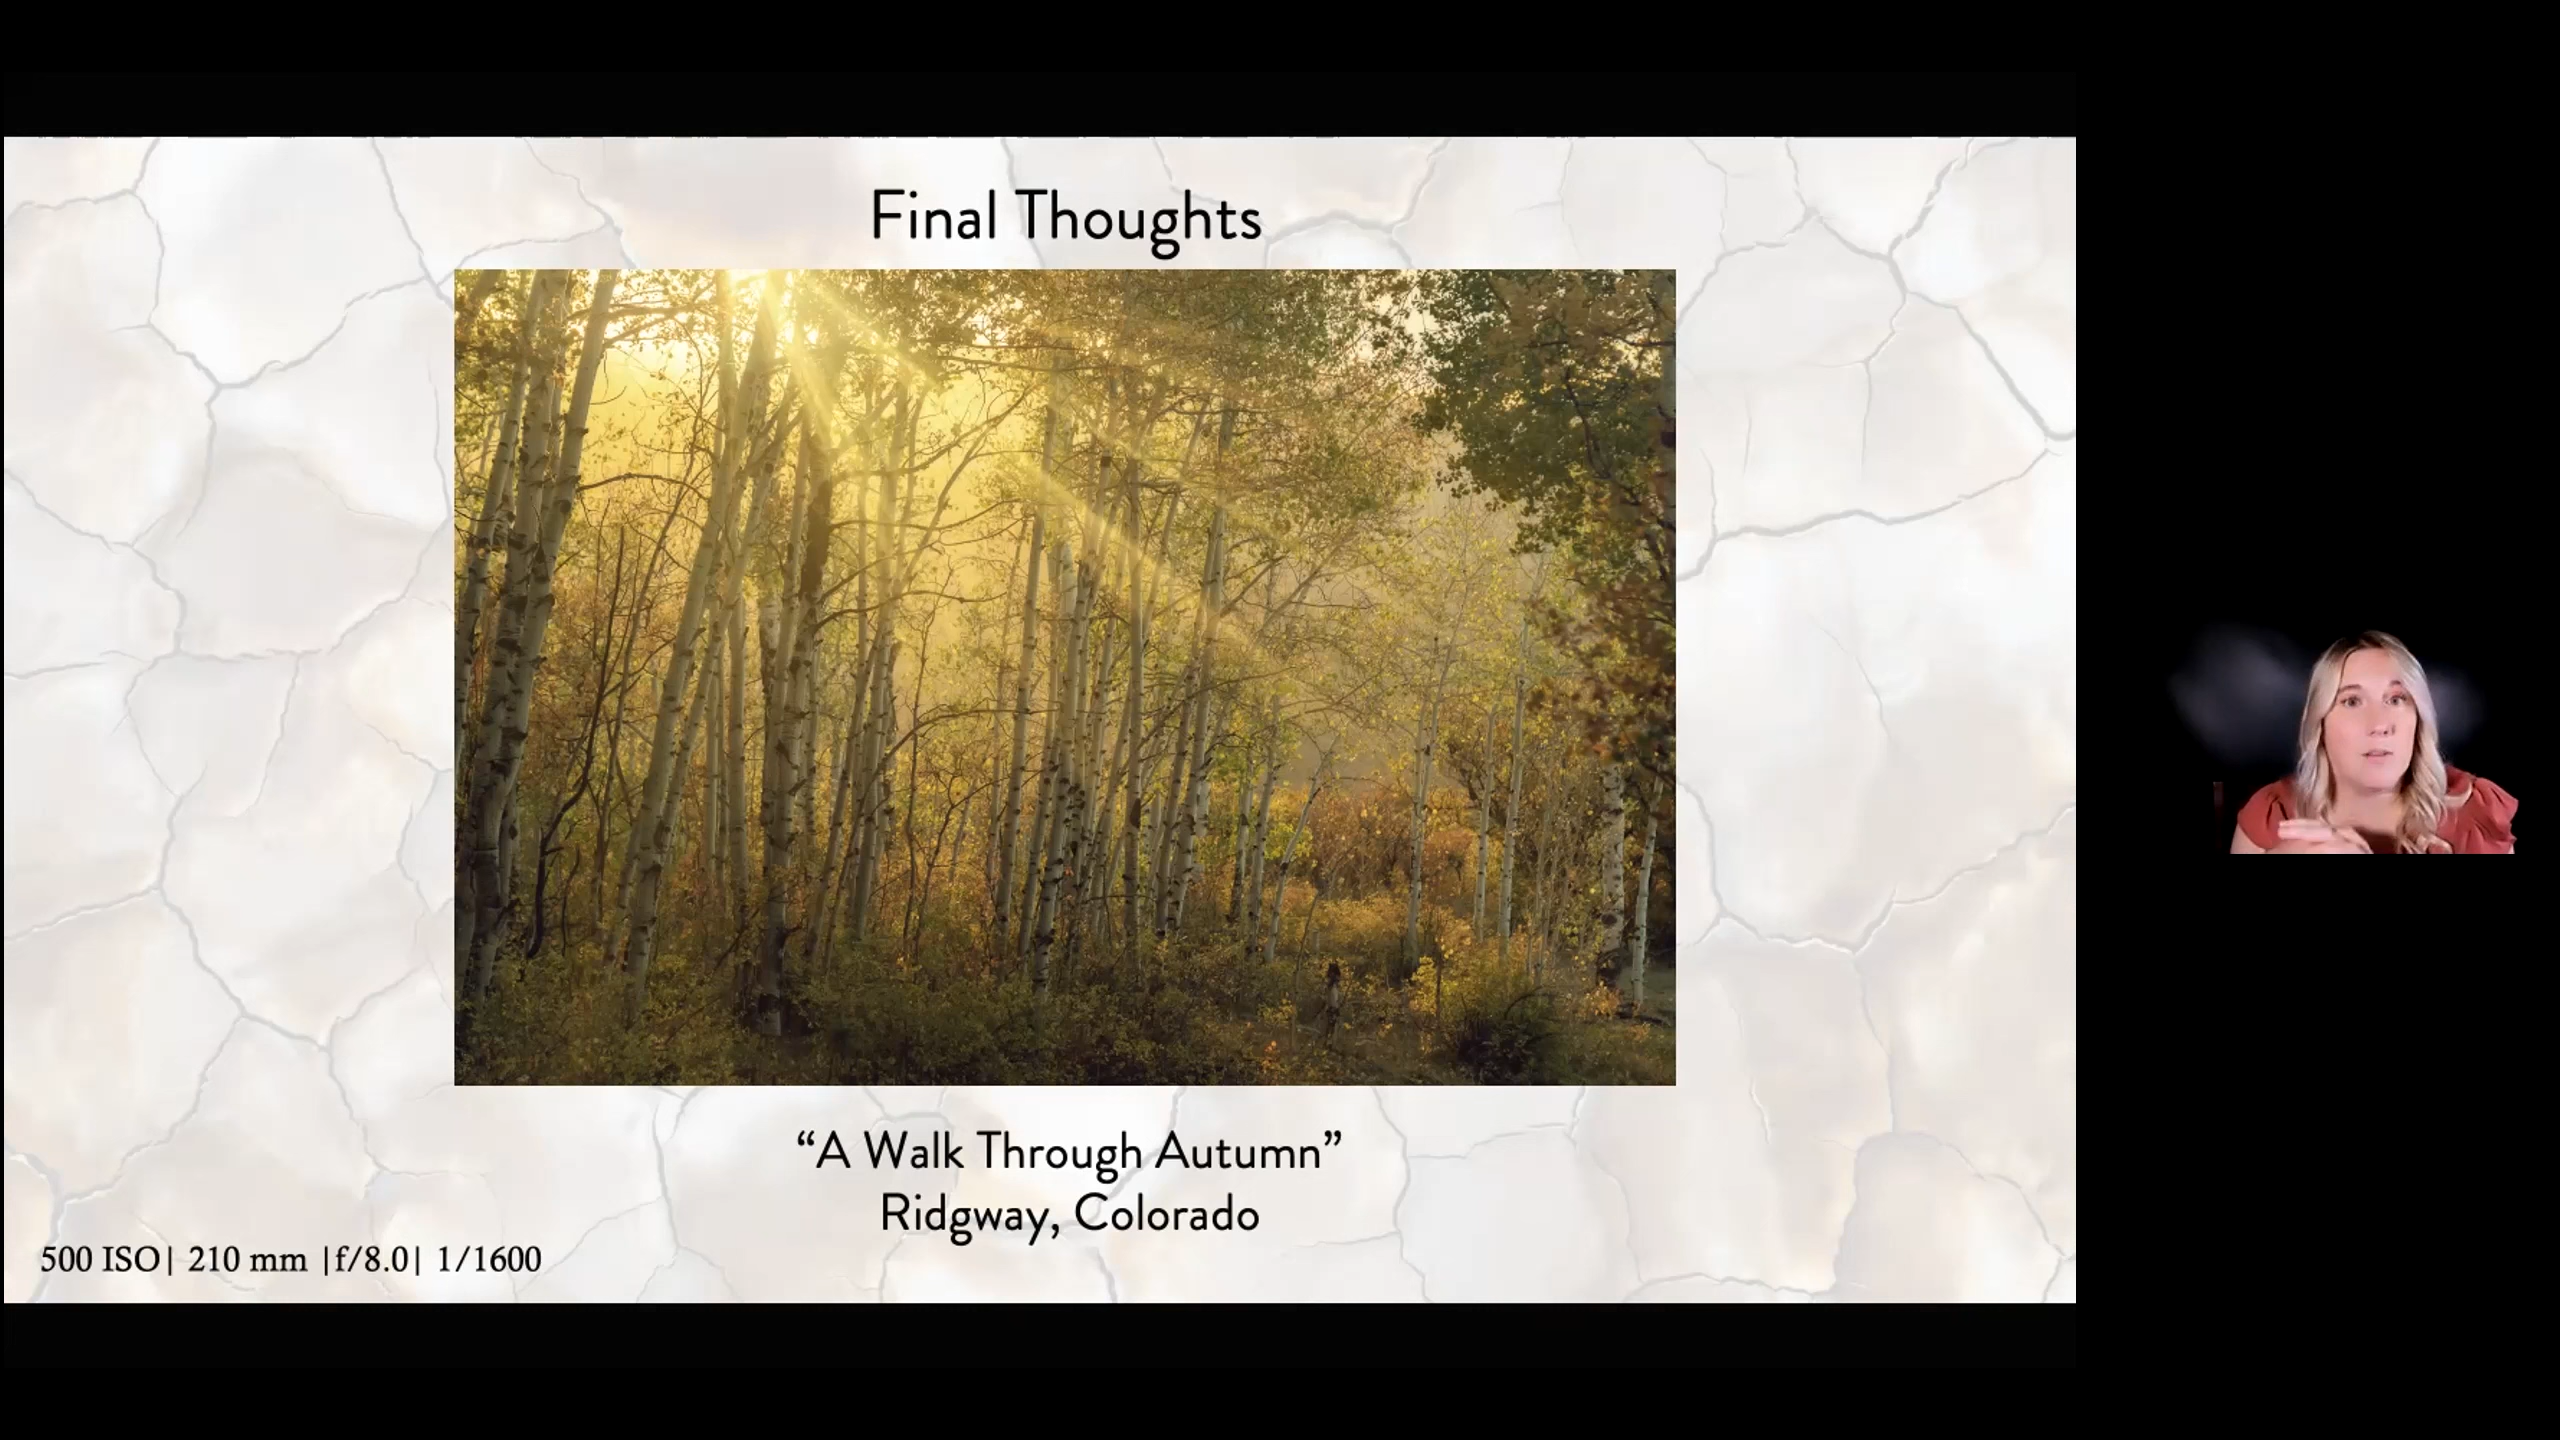 Final Thoughts
“A Walk Through Autumn”
Ridgway, Colorado
500 ISO| 210 mm |f/8.0| 1/1600